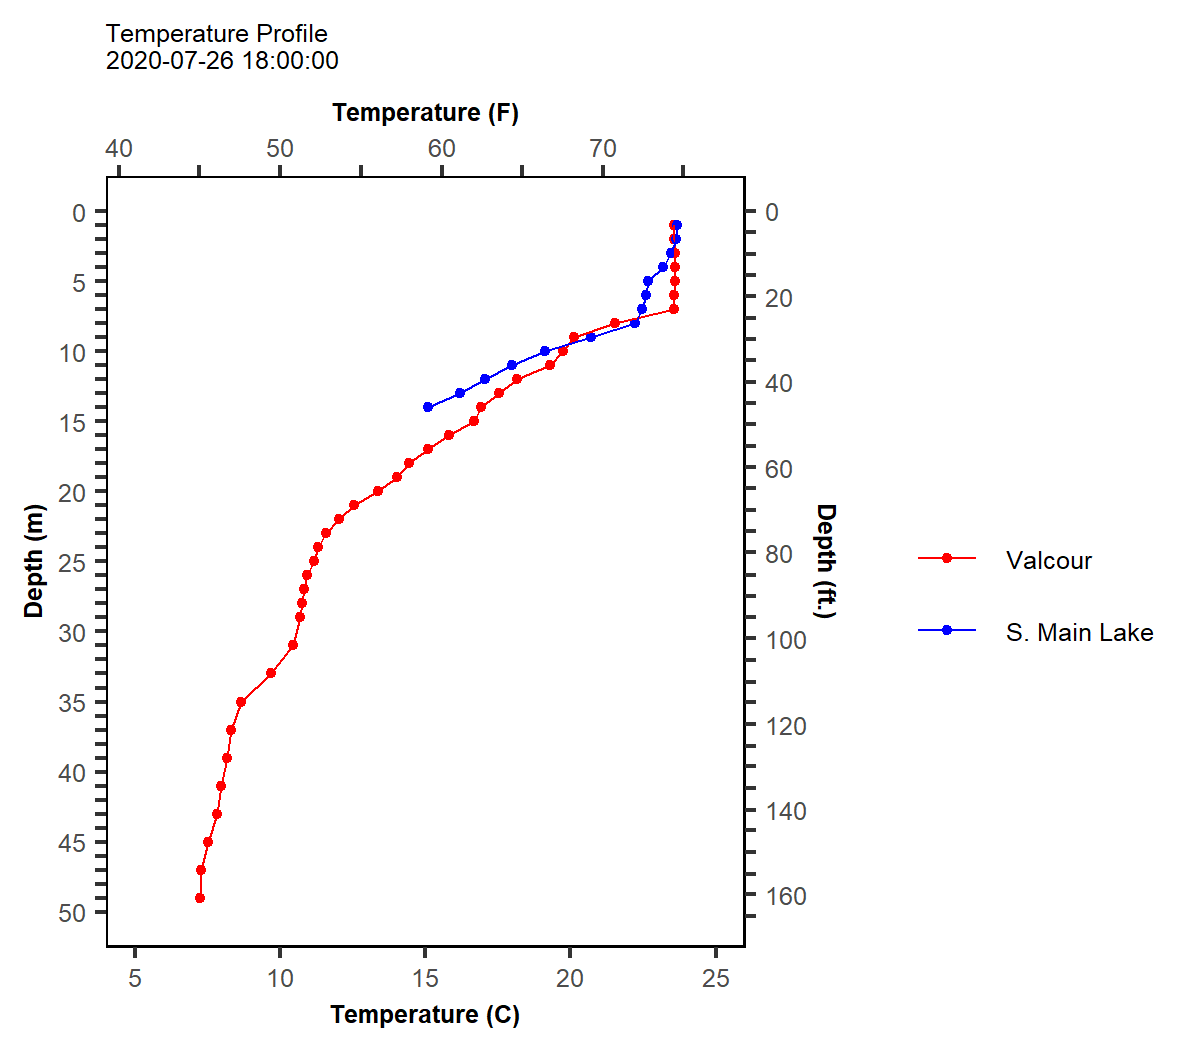 Temperature Profile
2020-07-26 18:00:00
Temperature (F)
40 50 60 70
0
5
10
15
20
25
30
35
40
45
50
Depth (m)
0
20
40
60
80
100
120
140
160
Depth (ft.)
Valcour
S. Main Lake
5 10 15 20 25
Temperature (C)